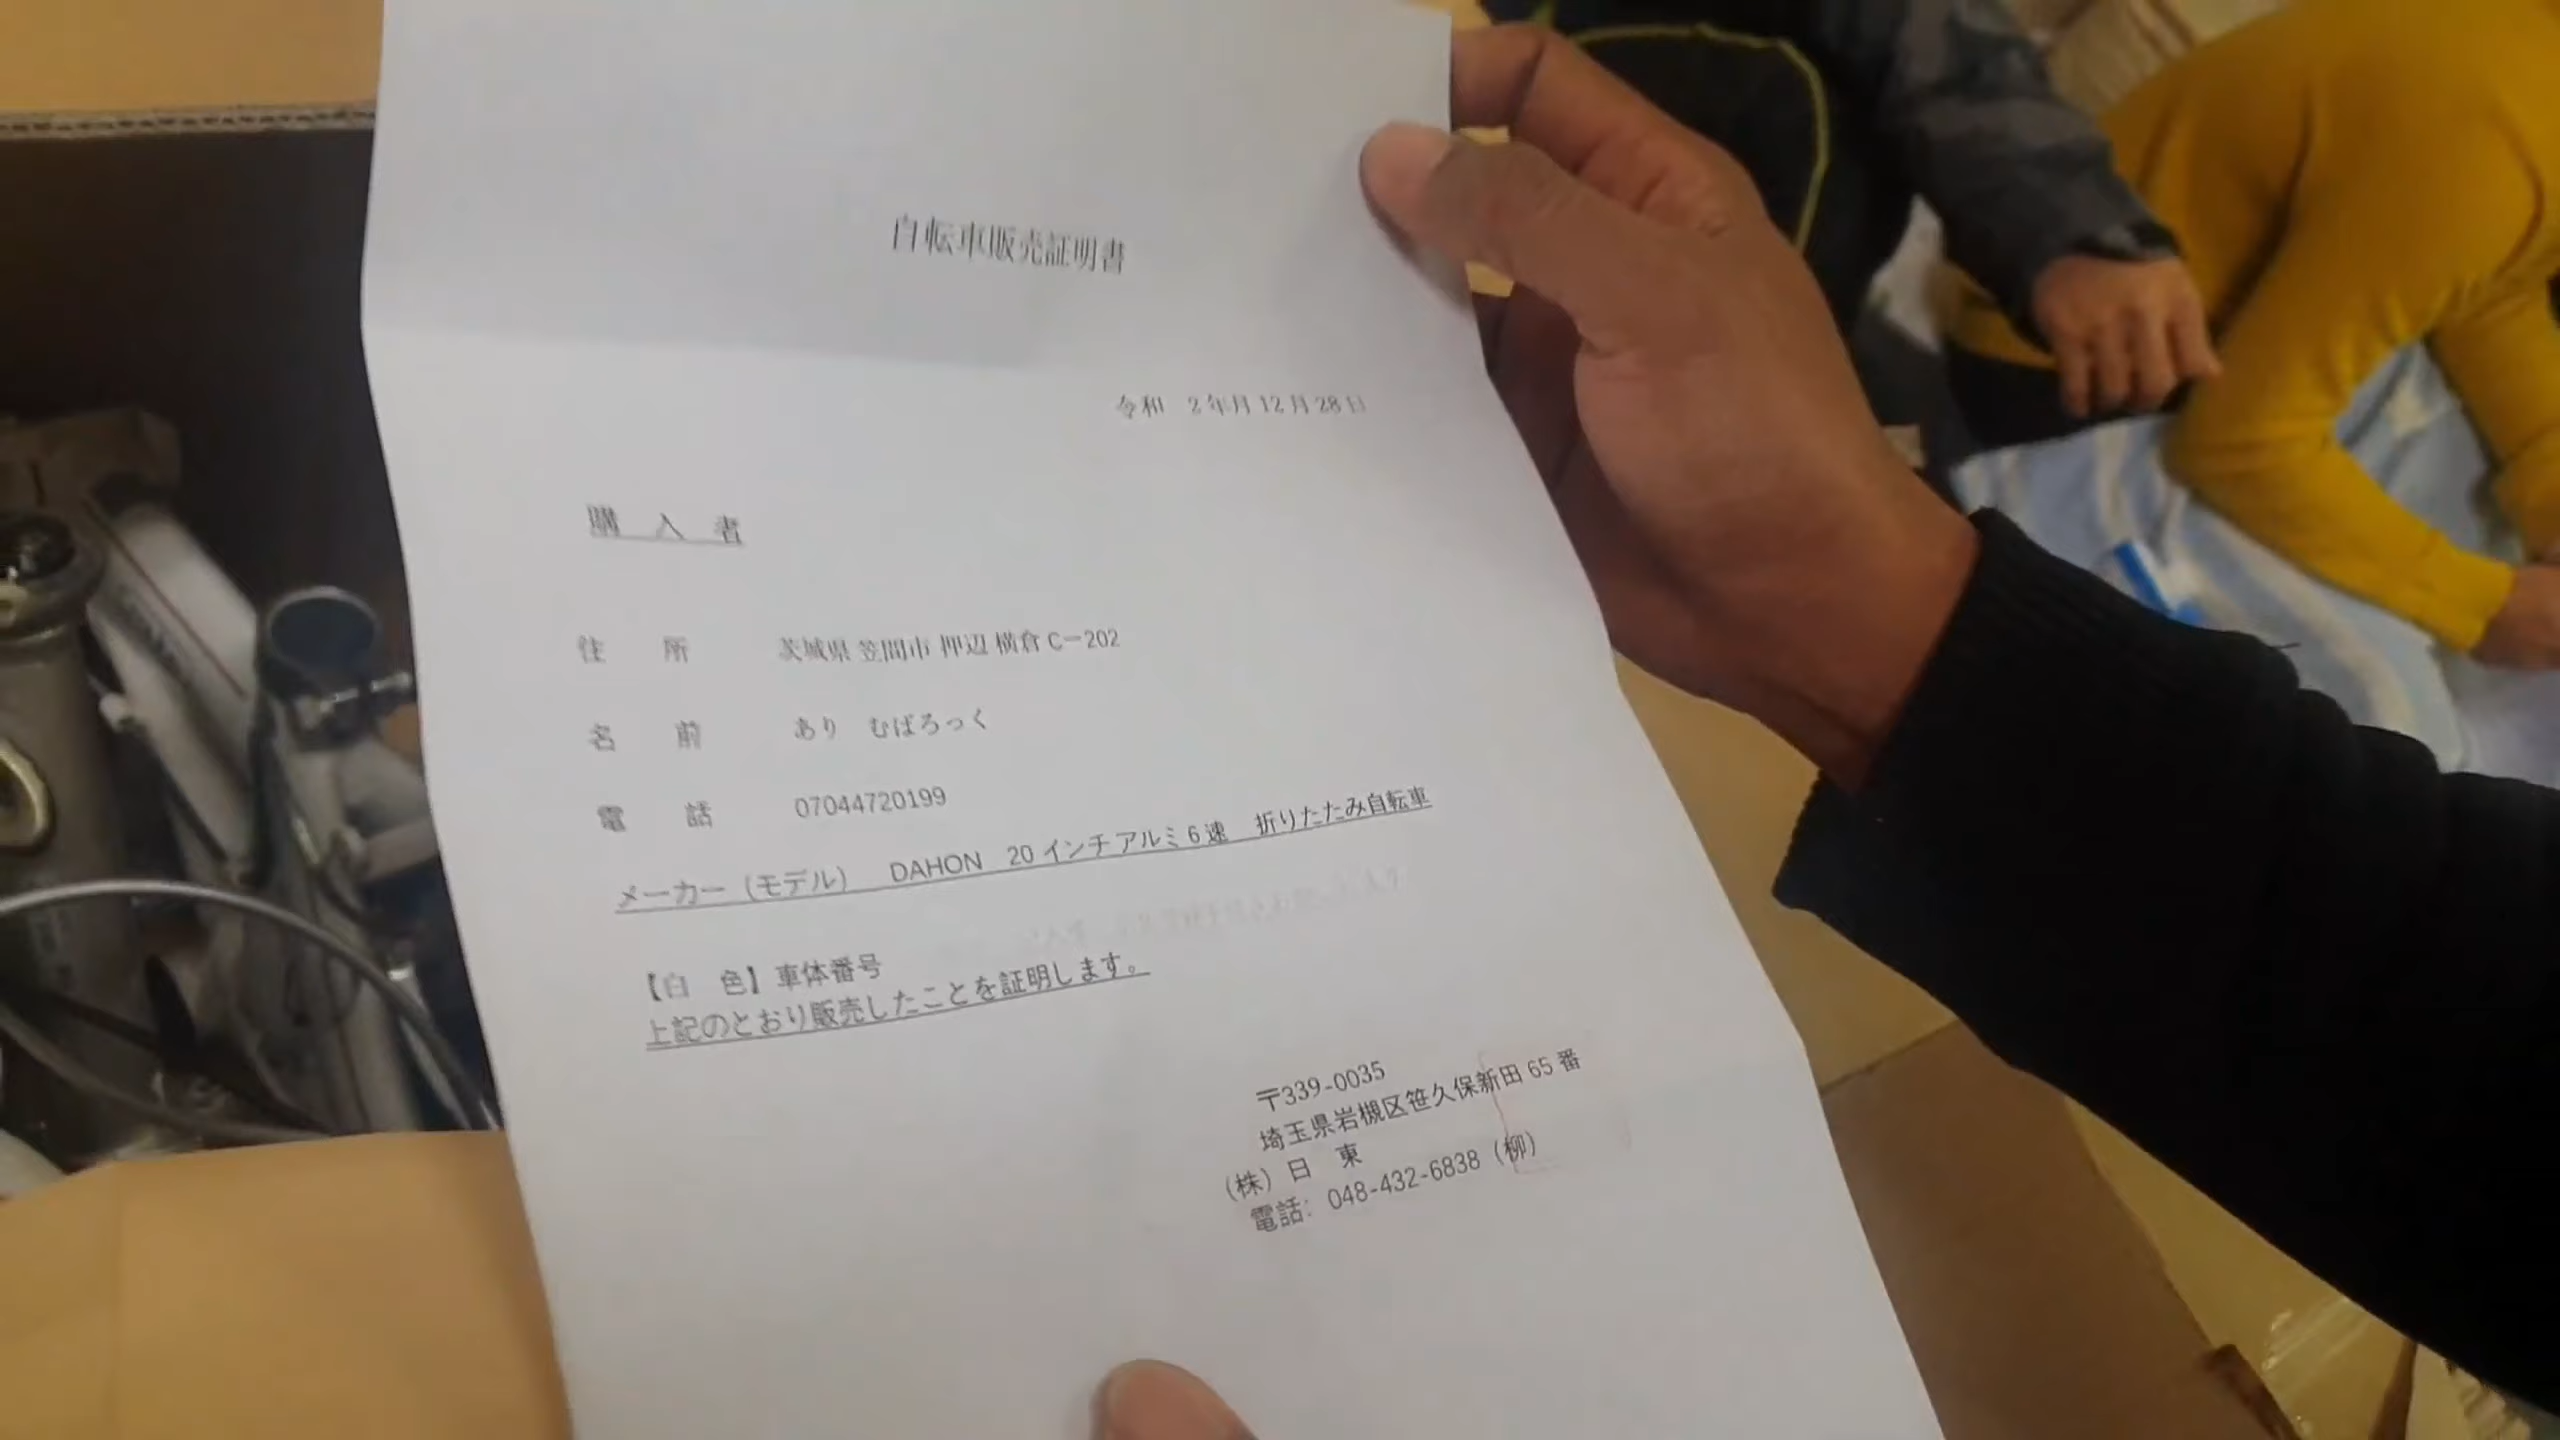 自転車販売証明書
令和　2年月12月28日
購　入　者
住　所　茨城県 笠間市 押辺 横倉 C－202
名　前　あり　むばろっく
電　話　07044720199
メーカー（モデル）　DAHON　20インチアルミ6速　折りたたみ自転車
【白　色】車体番号
上記のとおり販売したことを証明します。
〒339-0035
埼玉県岩槻区笹久保新田65番
（株）日　東
電話：048-432-6838（柳）